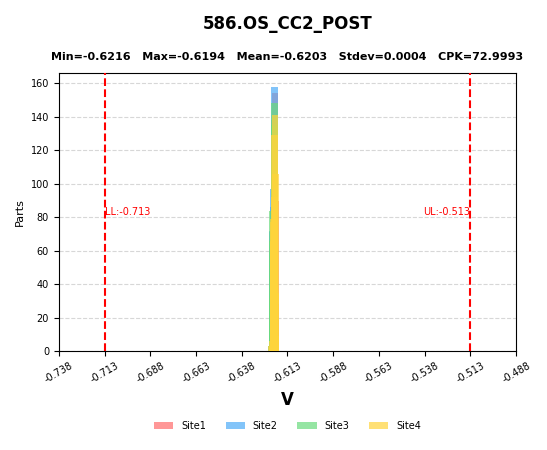 586.OS_CC2_POST
Min=-0.6216 Max=-0.6194 Mean=-0.6203 Stdev=0.0004 CPK=72.9993
160
140
120
100
80
60
40
20
0
Parts
LL:-0.713
UL:-0.513
-0.738 -0.713 -0.688 -0.663 -0.638 -0.613 -0.588 -0.563 -0.538 -0.513 -0.488
V
Site1 Site2 Site3 Site4